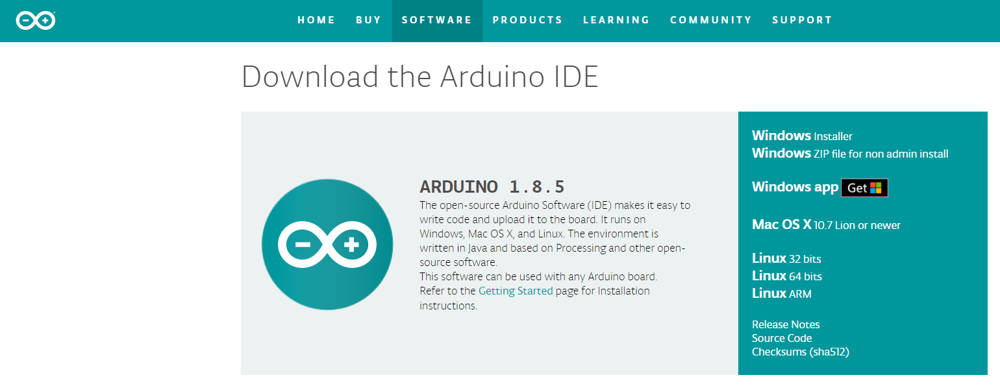 HOME BUY SOFTWARE PRODUCTS LEARNING COMMUNITY SUPPORT
Download the Arduino IDE
ARDUINO 1.8.5
The open-source Arduino Software (IDE) makes it easy to
write code and upload it to the board. It runs on
Windows, Mac OS X, and Linux. The environment is
written in Java and based on Processing and other open-
source software.
This software can be used with any Arduino board.
Refer to the Getting Started page for Installation
instructions.
Windows Installer
Windows ZIP file for non admin install
Windows app Get
Mac OS X 10.7 Lion or newer
Linux 32 bits
Linux 64 bits
Linux ARM
Release Notes
Source Code
Checksums (sha512)